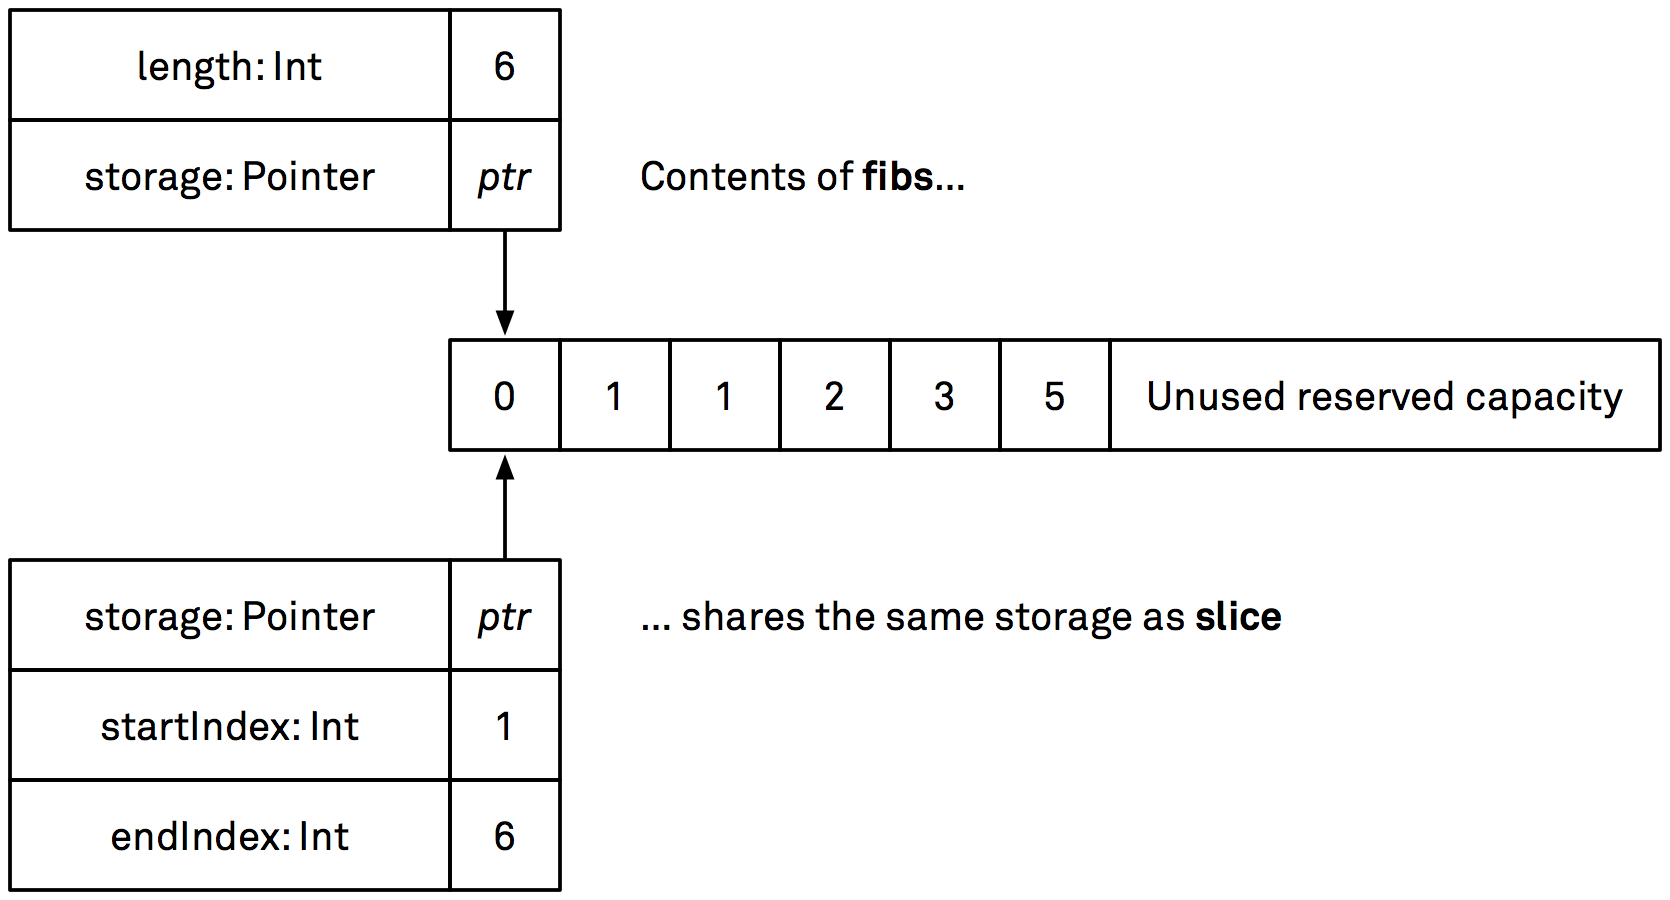 length: Int
6
storage: Pointer
ptr
Contents of fibs...
0
1
1
2
3
5
Unused reserved capacity
storage: Pointer
ptr
... shares the same storage as slice
startIndex: Int
1
endIndex: Int
6